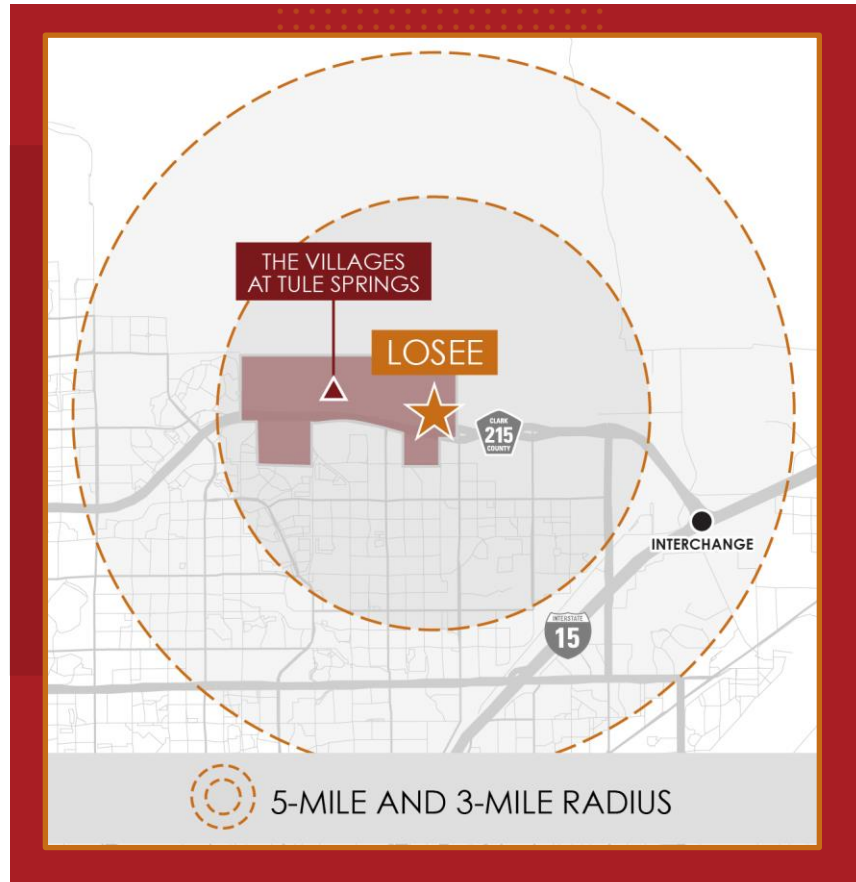 THE VILLAGES
AT TULE SPRINGS
LOSEE
CLARK
215
COUNTY
INTERCHANGE
INTERSTATE
15
5-MILE AND 3-MILE RADIUS